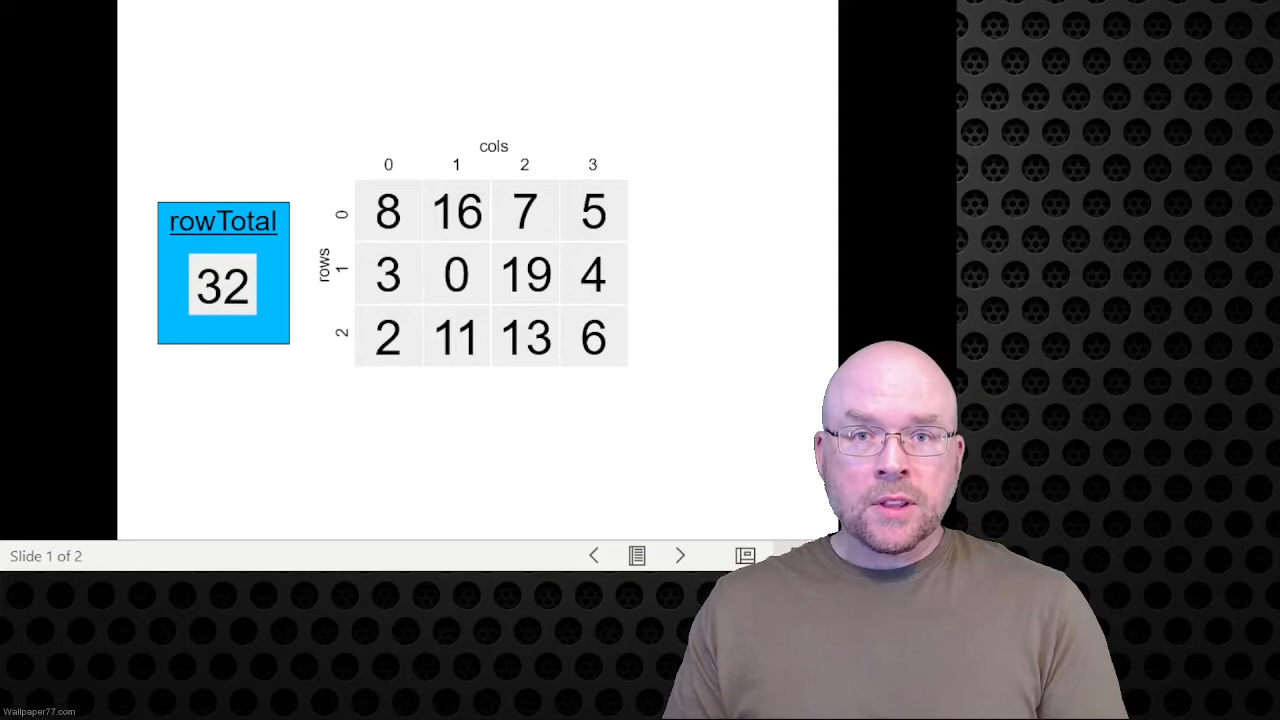 cols
0 1 2 3
rowTotal
32
rows
0 8 16 7 5
1 3 0 19 4
2 2 11 13 6
Slide 1 of 2
Wallpaper77.com